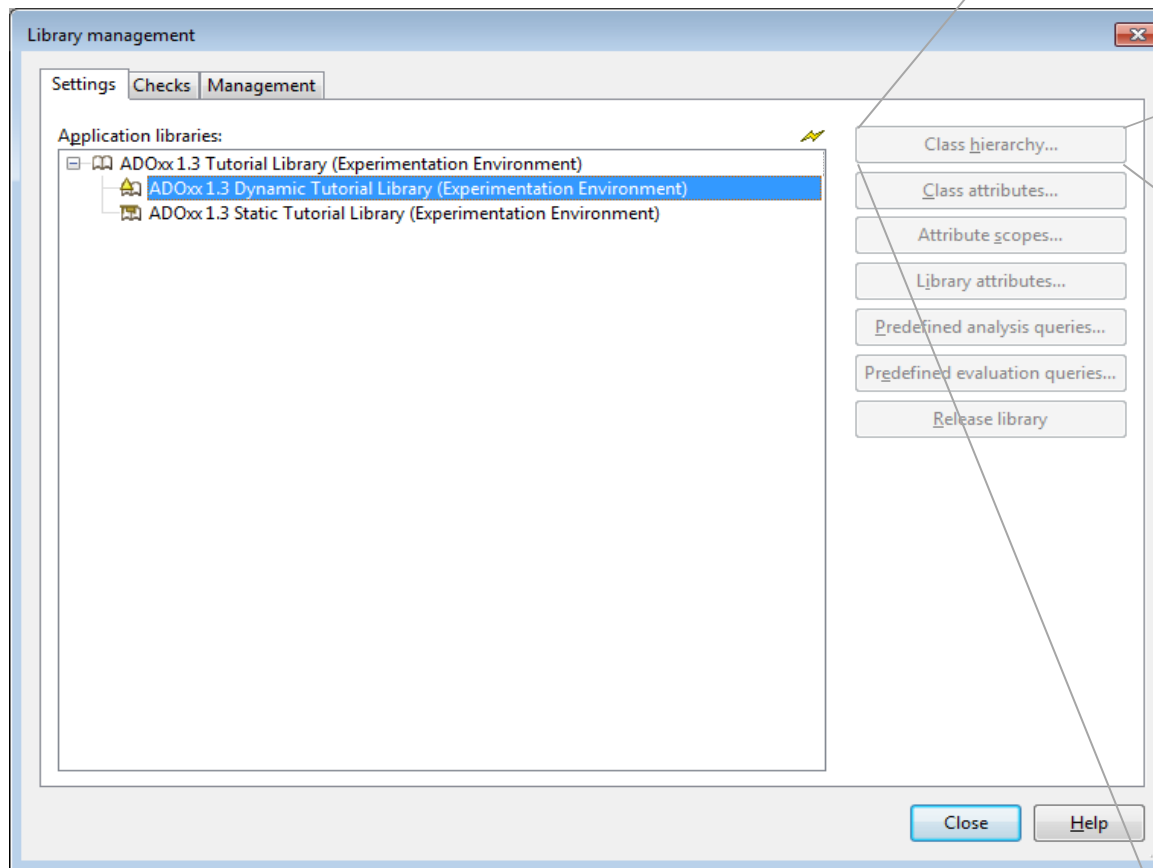 Library management
Settings Checks Management
Application libraries:
ADOxx 1.3 Tutorial Library (Experimentation Environment)
ADOxx 1.3 Dynamic Tutorial Library (Experimentation Environment)
ADOxx 1.3 Static Tutorial Library (Experimentation Environment)
Class hierarchy...
Class attributes...
Attribute scopes...
Library attributes...
Predefined analysis queries...
Predefined evaluation queries...
Release library
Close Help